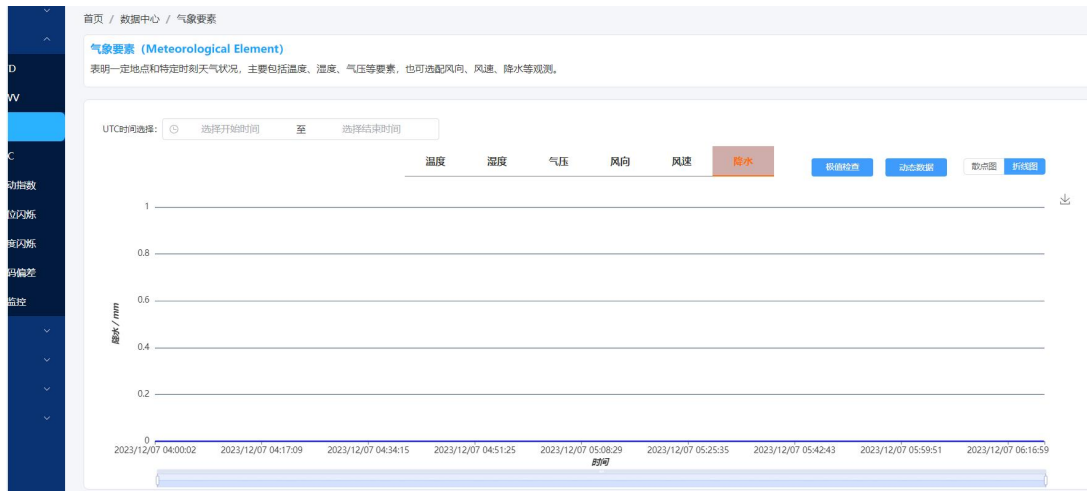 首页 / 数据中心 / 气象要素
气象要素（Meteorological Element）
表明一定地点和特定时刻天气状况，主要包括温度、湿度、气压等要素，也可选配风向、风速、降水等观测。
D
C
动指数
位闪烁
度闪烁
码偏差
监控
UTC时间选择： 选择开始时间 至 选择结束时间
温度 湿度 气压 风向 风速 降水 极值检查 动态数据 散点图 折线图
1
0.8
0.6
0.4
0.2
0
降水 / mm
2023/12/07 04:00:02 2023/12/07 04:17:09 2023/12/07 04:34:15 2023/12/07 04:51:25 2023/12/07 05:08:29 2023/12/07 05:25:35 2023/12/07 05:42:43 2023/12/07 05:59:51 2023/12/07 06:16:59
时间